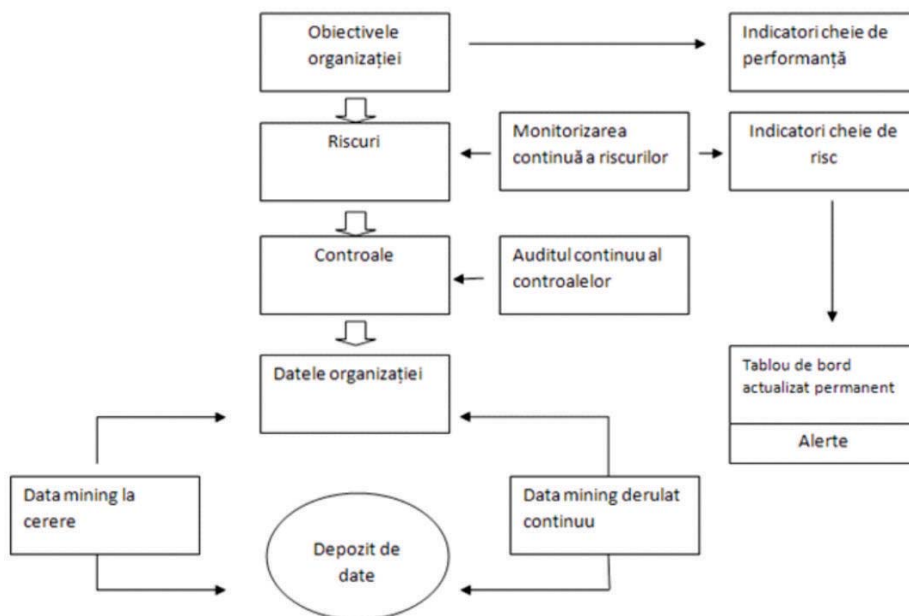 Obiectivele
organizației
Indicatori cheie de
performanță
Riscuri
Monitorizarea
continuă a riscurilor
Indicatori cheie de
risc
Controale
Auditul continuu al
controalelor
Datele organizației
Tablou de bord
actualizat permanent
Alerte
Data mining la
cerere
Depozit de
date
Data mining derulat
continuu